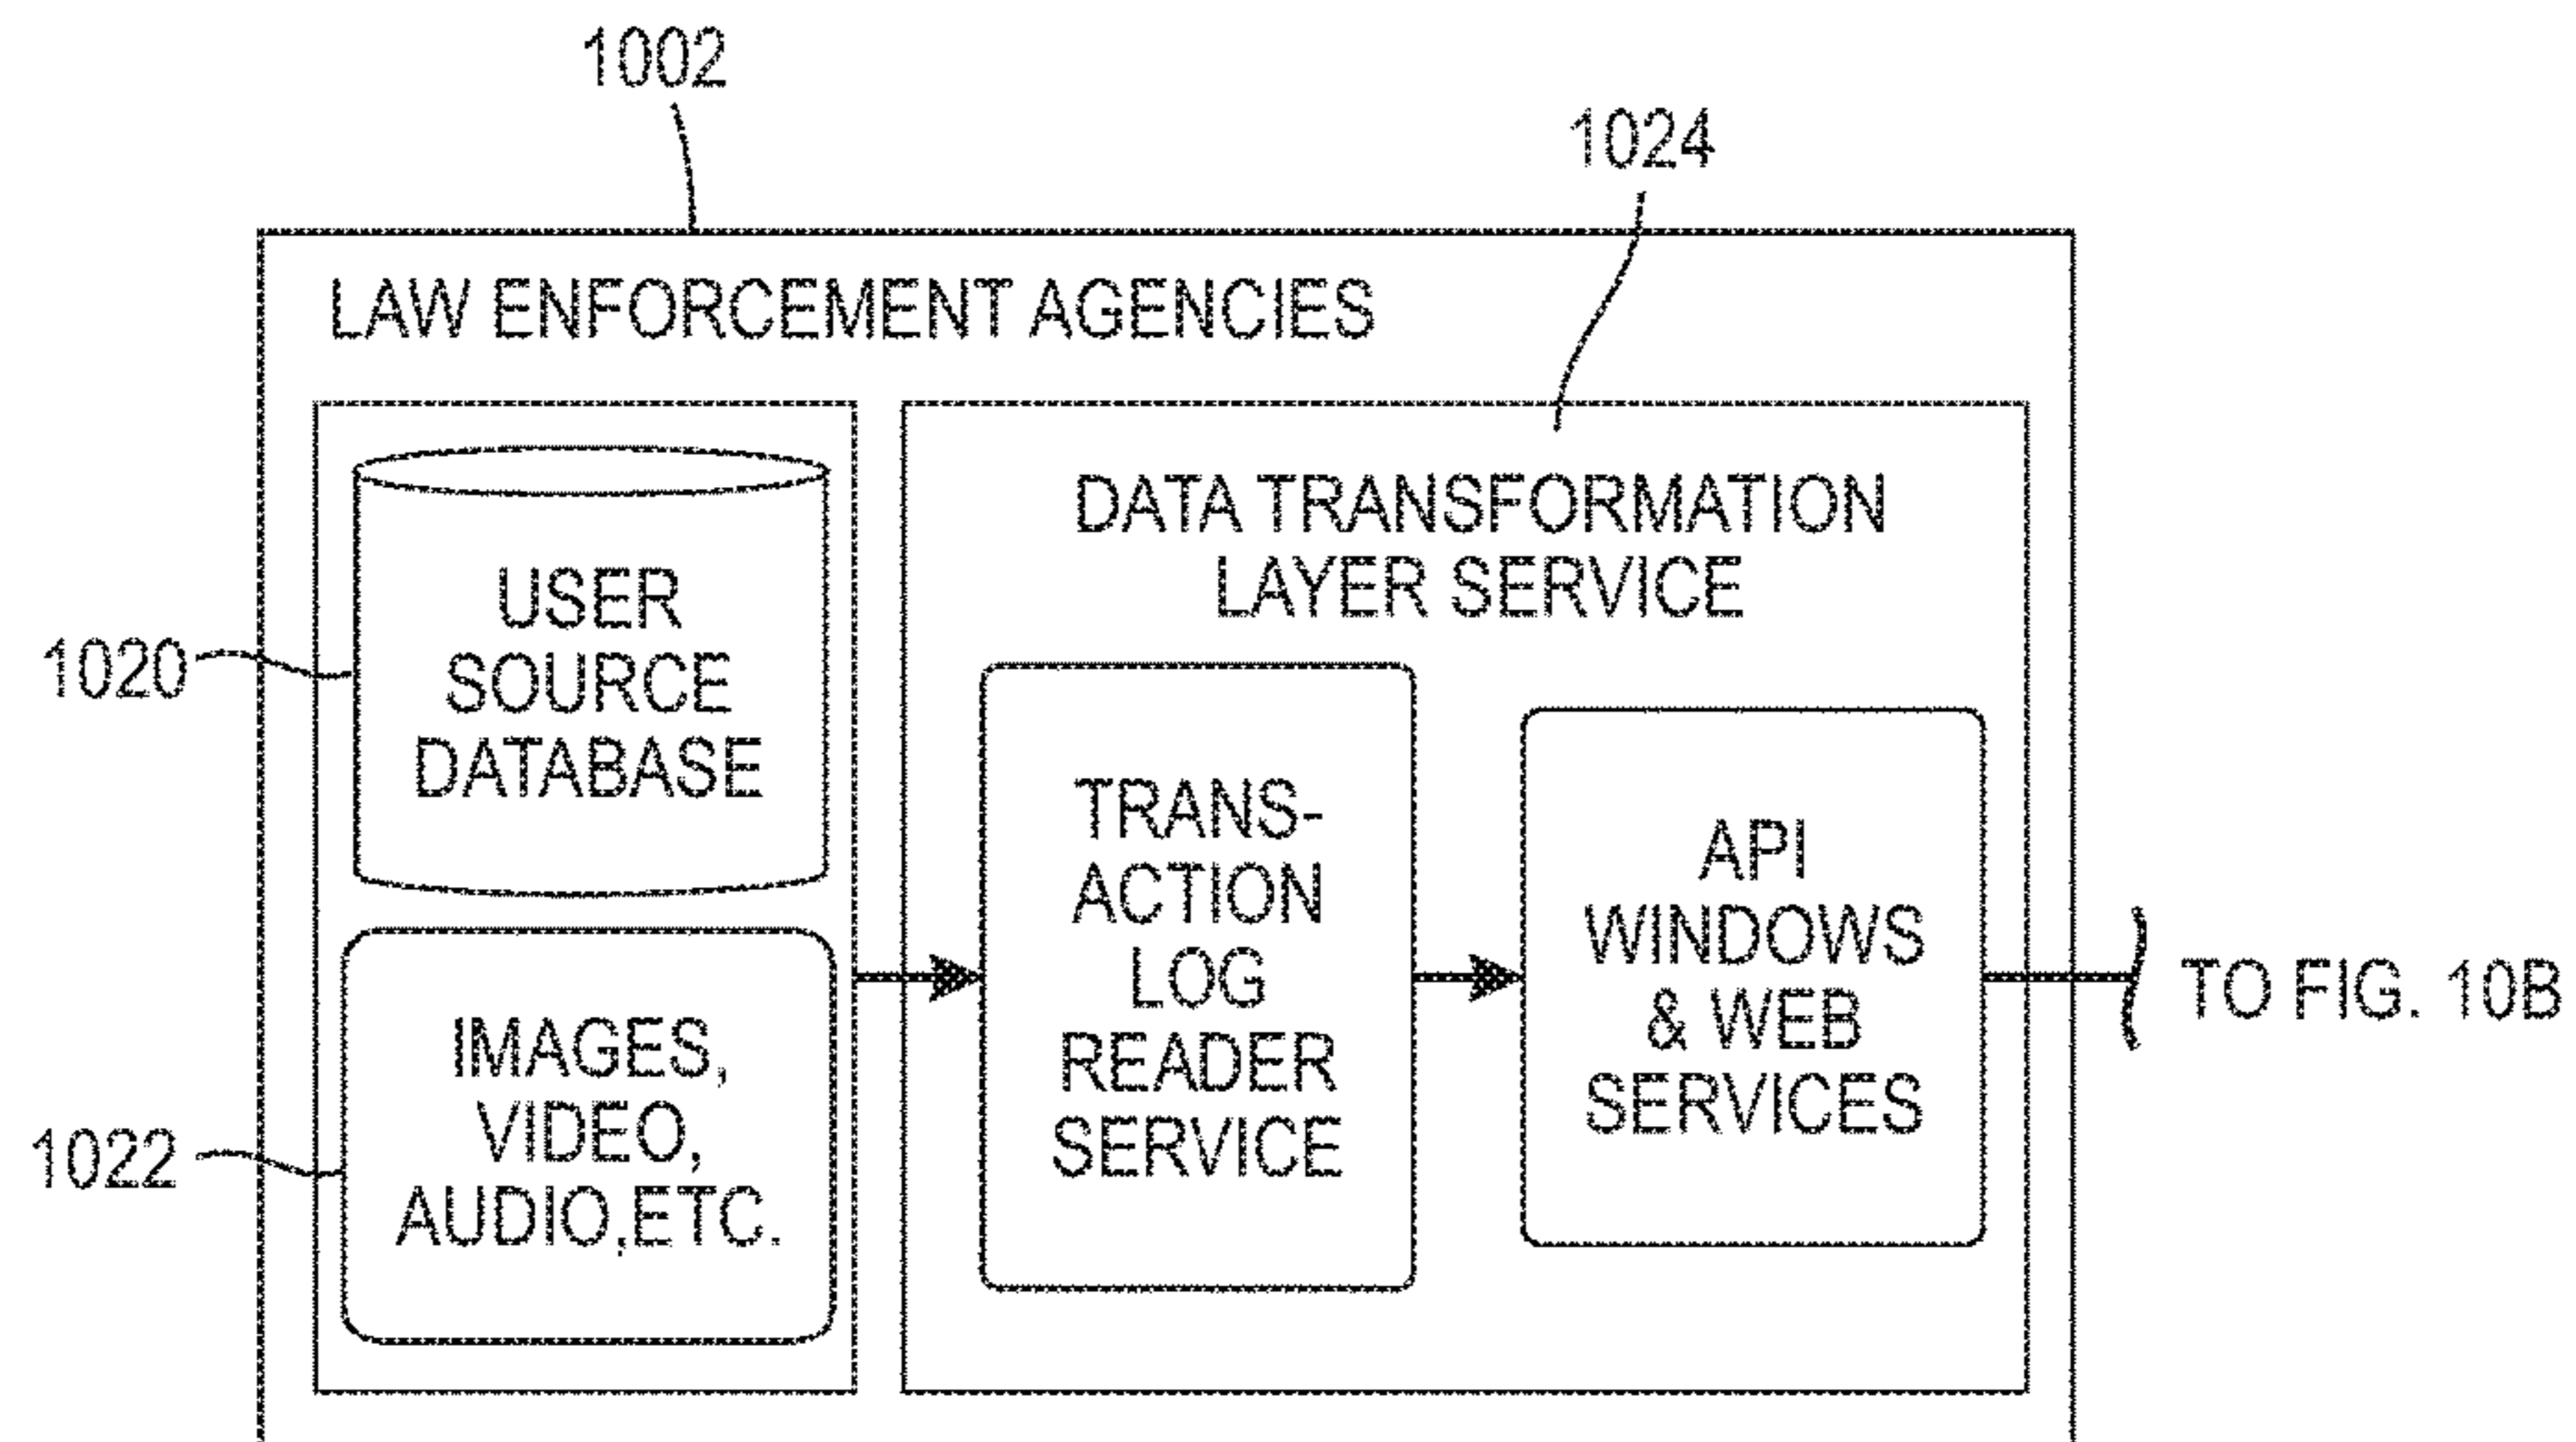 1002
1024
LAW ENFORCEMENT AGENCIES
DATA TRANSFORMATION
LAYER SERVICE
1020
USER
SOURCE
DATABASE
1022
IMAGES,
VIDEO,
AUDIO,ETC.
TRANS-
ACTION
LOG
READER
SERVICE
API
WINDOWS
& WEB
SERVICES
TO FIG. 10B